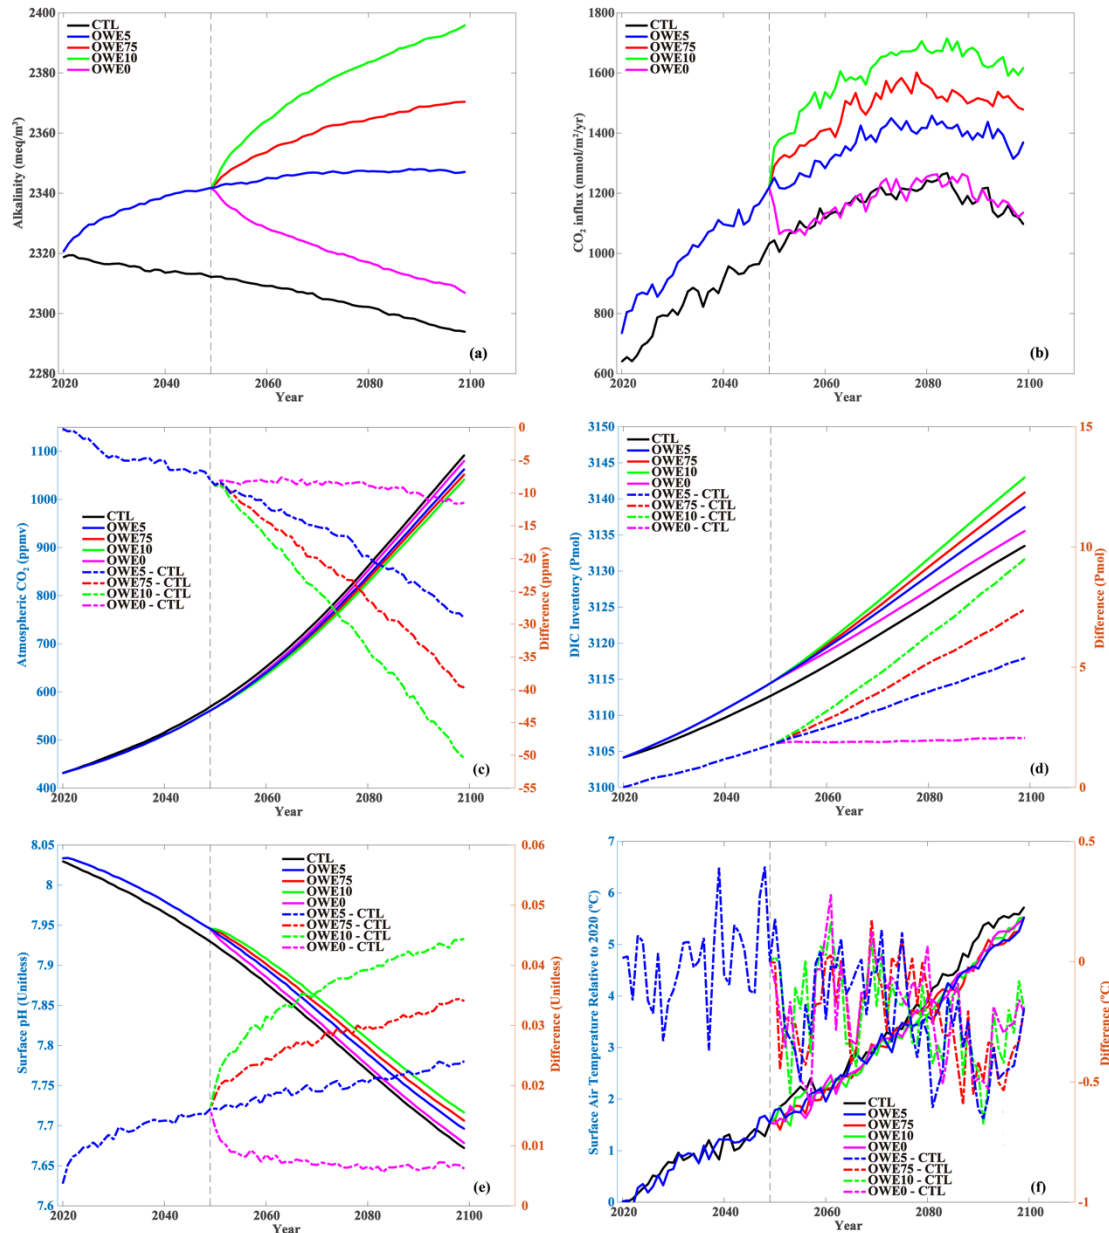 2400
2380
2360
2340
2320
2300
2280
Alkalinity (meq/m³)
CTL
OWE5
OWE75
OWE10
OWE0
(a)
2020
2040
2060
2080
2100
Year
1800
1600
1400
1200
1000
800
600
CO₂ Influx (mmol/m²/yr)
CTL
OWE5
OWE75
OWE10
OWE0
(b)
2020
2040
2060
2080
2100
Year
1100
1000
900
800
700
600
500
400
Atmospheric CO₂ (ppmv)
CTL
OWE5
OWE75
OWE10
OWE0
OWE5 - CTL
OWE75 - CTL
OWE10 - CTL
OWE0 - CTL
0
-5
-10
-15
-20
-25
-30
-35
-40
-45
-50
-55
Difference (ppmv)
(c)
2020
2040
2060
2080
2100
Year
3150
3145
3140
3135
3130
3125
3120
3115
3110
3105
3100
DIC Inventory (Pmol)
CTL
OWE5
OWE75
OWE10
OWE0
OWE5 - CTL
OWE75 - CTL
OWE10 - CTL
OWE0 - CTL
15
10
5
0
Difference (Pmol)
(d)
2020
2040
2060
2080
2100
Year
8.05
8
7.95
7.9
7.85
7.8
7.75
7.7
7.65
7.6
Surface pH (Unitless)
CTL
OWE5
OWE75
OWE10
OWE0
OWE5 - CTL
OWE75 - CTL
OWE10 - CTL
OWE0 - CTL
0.06
0.05
0.04
0.03
0.02
0.01
0
Difference (Unitless)
(e)
2020
2040
2060
2080
2100
Year
7
6
5
4
3
2
1
0
Surface Air Temperature Relative to 2020 (ºC)
CTL
OWE5
OWE75
OWE10
OWE0
OWE5 - CTL
OWE75 - CTL
OWE10 - CTL
OWE0 - CTL
0.5
0
-0.5
-1
Difference (ºC)
(f)
2020
2040
2060
2080
2100
Year